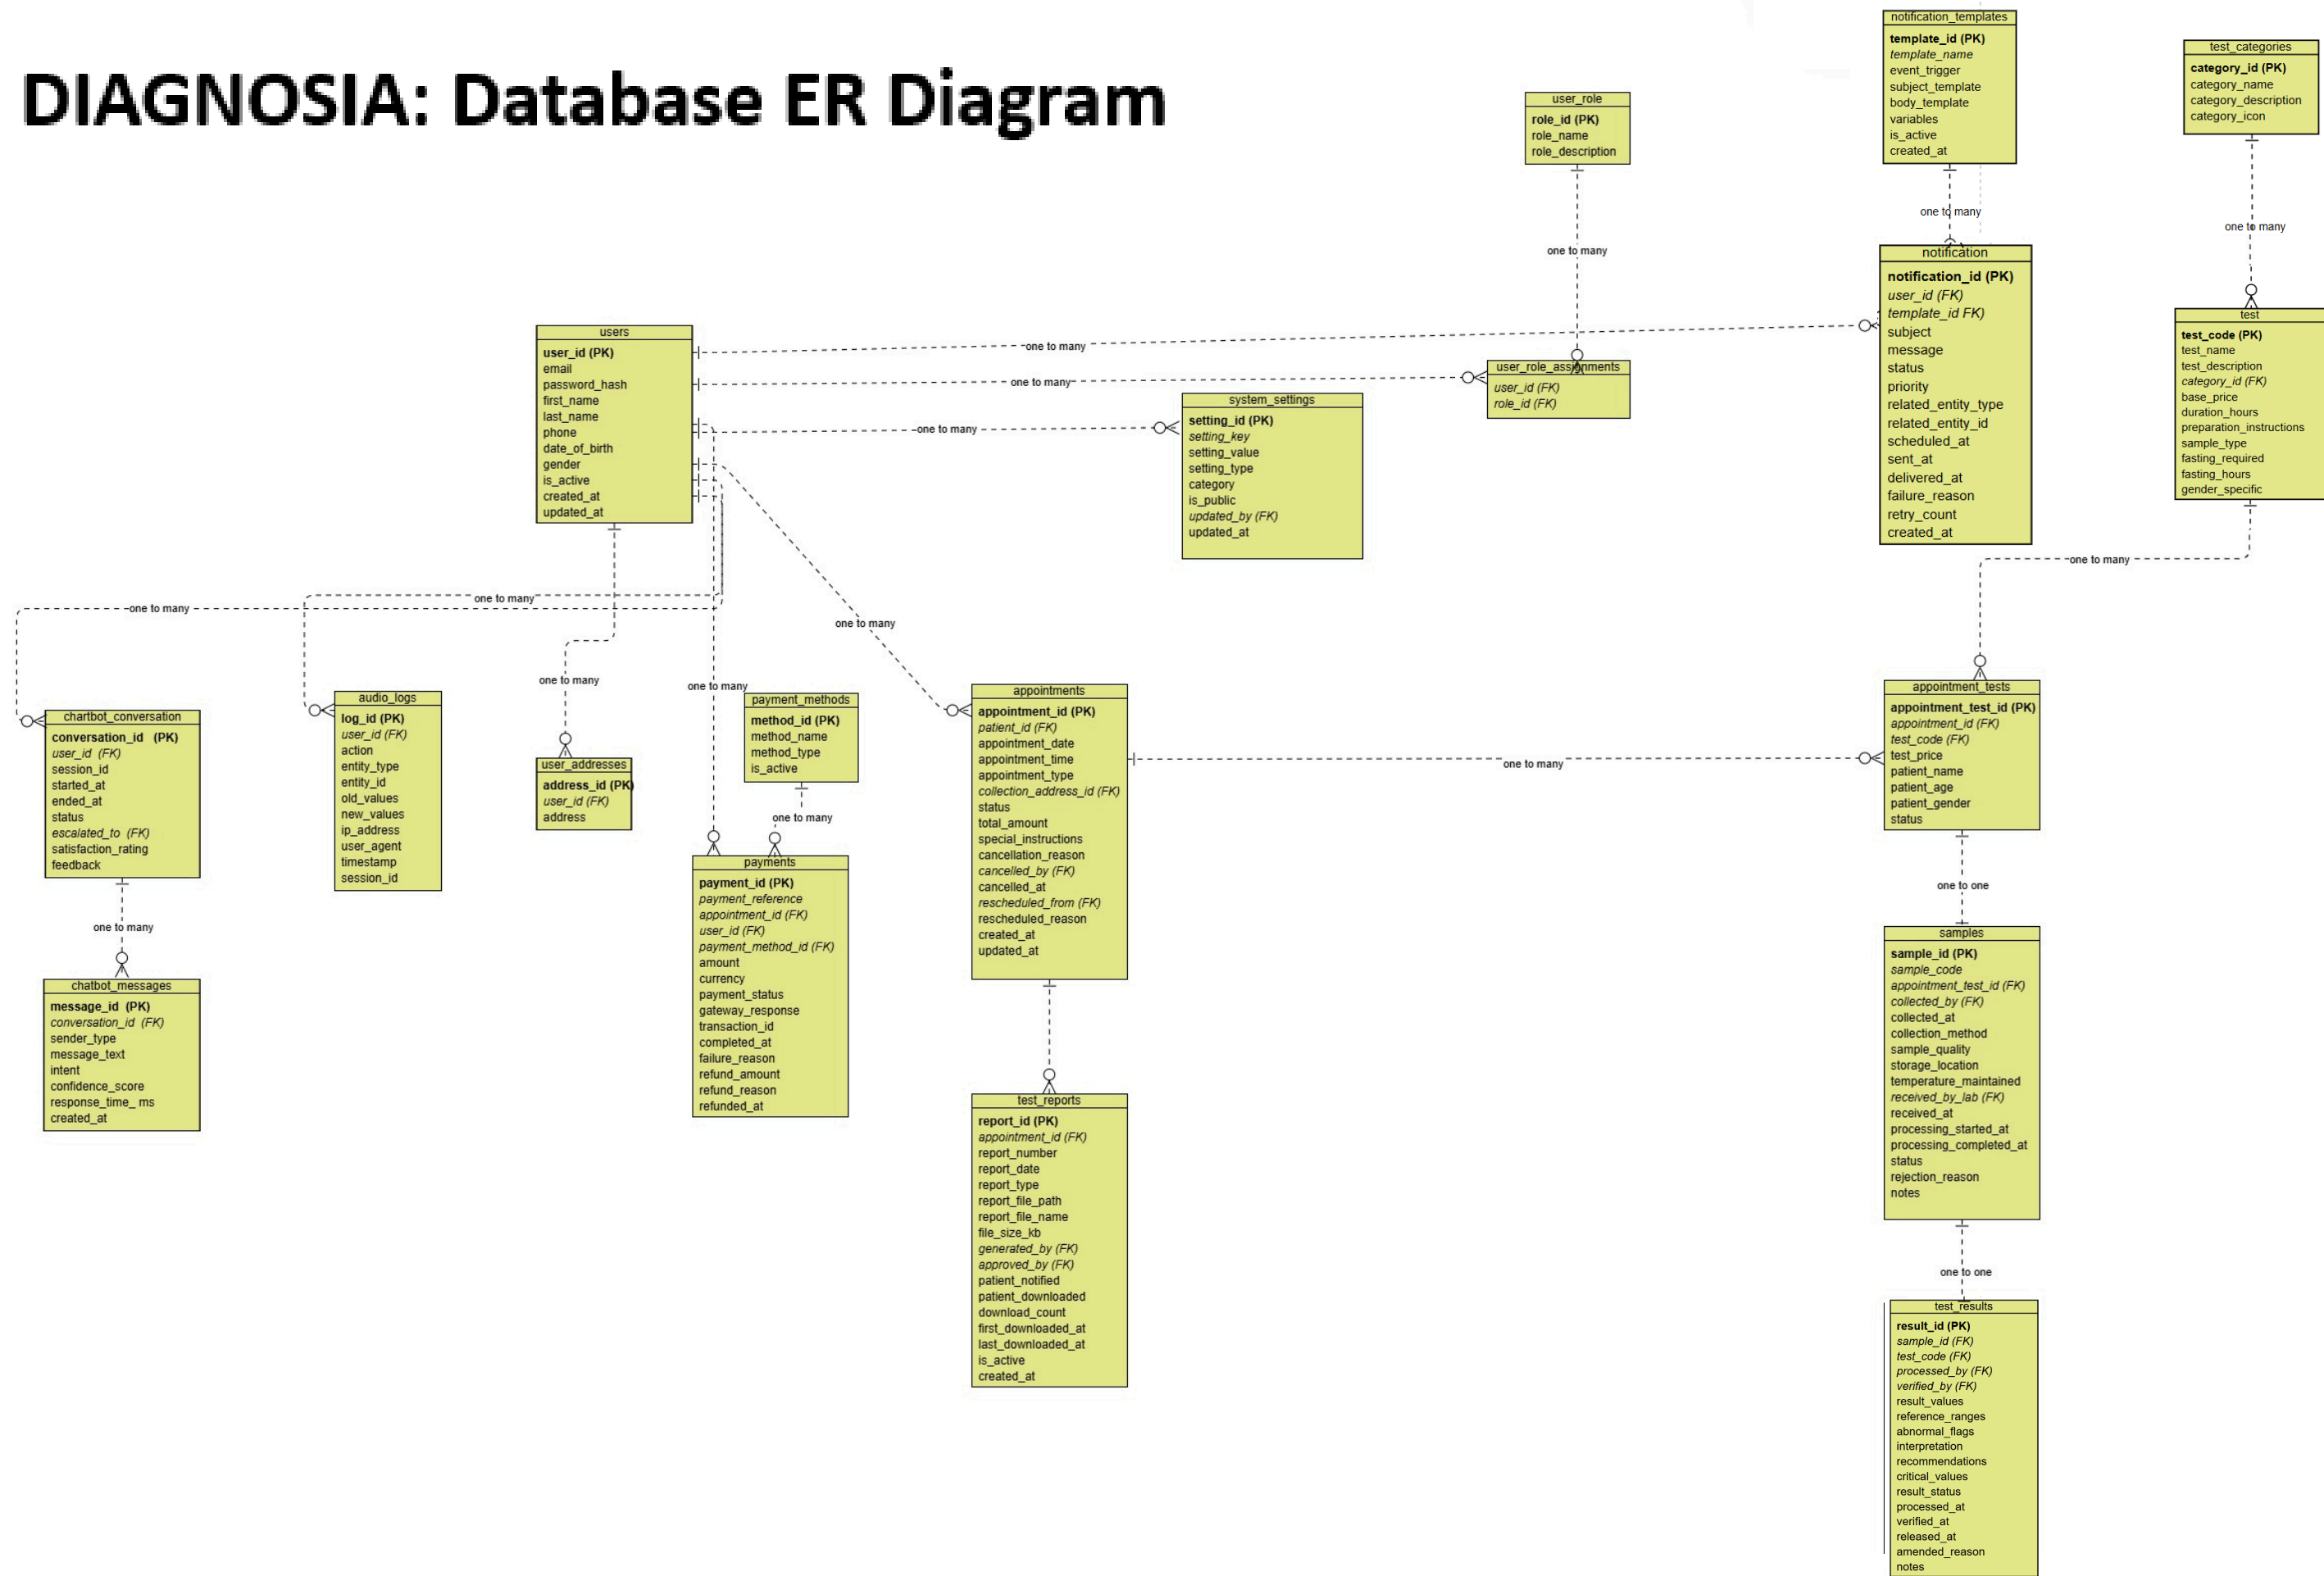 DIAGNOSIA: Database ER Diagram
notification_templates
template_id (PK)
template_name
event_trigger
subject_template
body_template
variables
is_active
created_at
test_categories
category_id (PK)
category_name
category_description
category_icon
user_role
role_id (PK)
role_name
role_description
one to many
one to many
one to many
notification
notification_id (PK)
user_id (FK)
template_id FK)
subject
message
status
priority
related_entity_type
related_entity_id
scheduled_at
sent_at
delivered_at
failure_reason
retry_count
created_at
test
test_code (PK)
test_name
test_description
category_id (FK)
base_price
duration_hours
preparation_instructions
sample_type
fasting_required
fasting_hours
gender_specific
users
user_id (PK)
email
password_hash
first_name
last_name
phone
date_of_birth
gender
is_active
created_at
updated_at
one to many
one to many
one to many
user_role_assignments
user_id (FK)
role_id (FK)
system_settings
setting_id (PK)
setting_key
setting_value
setting_type
category
is_public
updated_by (FK)
updated_at
one to many
one to many
one to many
one to many
one to many
one to many
chartbot_conversation
conversation_id (PK)
user_id (FK)
session_id
started_at
ended_at
status
escalated_to (FK)
satisfaction_rating
feedback
audio_logs
log_id (PK)
user_id (FK)
action
entity_type
entity_id
old_values
new_values
ip_address
user_agent
timestamp
session_id
user_addresses
address_id (PK)
user_id (FK)
address
payment_methods
method_id (PK)
method_name
method_type
is_active
one to many
appointments
appointment_id (PK)
patient_id (FK)
appointment_date
appointment_time
appointment_type
collection_address_id (FK)
status
total_amount
special_instructions
cancellation_reason
cancelled_by (FK)
cancelled_at
rescheduled_from (FK)
rescheduled_reason
created_at
updated_at
one to many
appointment_tests
appointment_test_id (PK)
appointment_id (FK)
test_code (FK)
test_price
patient_name
patient_age
patient_gender
status
payments
payment_id (PK)
payment_reference
appointment_id (FK)
user_id (FK)
payment_method_id (FK)
amount
currency
payment_status
gateway_response
transaction_id
completed_at
failure_reason
refund_amount
refund_reason
refunded_at
one to many
one to one
chatbot_messages
message_id (PK)
conversation_id (FK)
sender_type
message_text
intent
confidence_score
response_time_ ms
created_at
samples
sample_id (PK)
sample_code
appointment_test_id (FK)
collected_by (FK)
collected_at
collection_method
sample_quality
storage_location
temperature_maintained
received_by_lab (FK)
received_at
processing_started_at
processing_completed_at
status
rejection_reason
notes
test_reports
report_id (PK)
appointment_id (FK)
report_number
report_date
report_type
report_file_path
report_file_name
file_size_kb
generated_by (FK)
approved_by (FK)
patient_notified
patient_downloaded
download_count
first_downloaded_at
last_downloaded_at
is_active
created_at
one to one
test_results
result_id (PK)
sample_id (FK)
test_code (FK)
processed_by (FK)
verified_by (FK)
result_values
reference_ranges
abnormal_flags
interpretation
recommendations
critical_values
result_status
processed_at
verified_at
released_at
amended_reason
notes